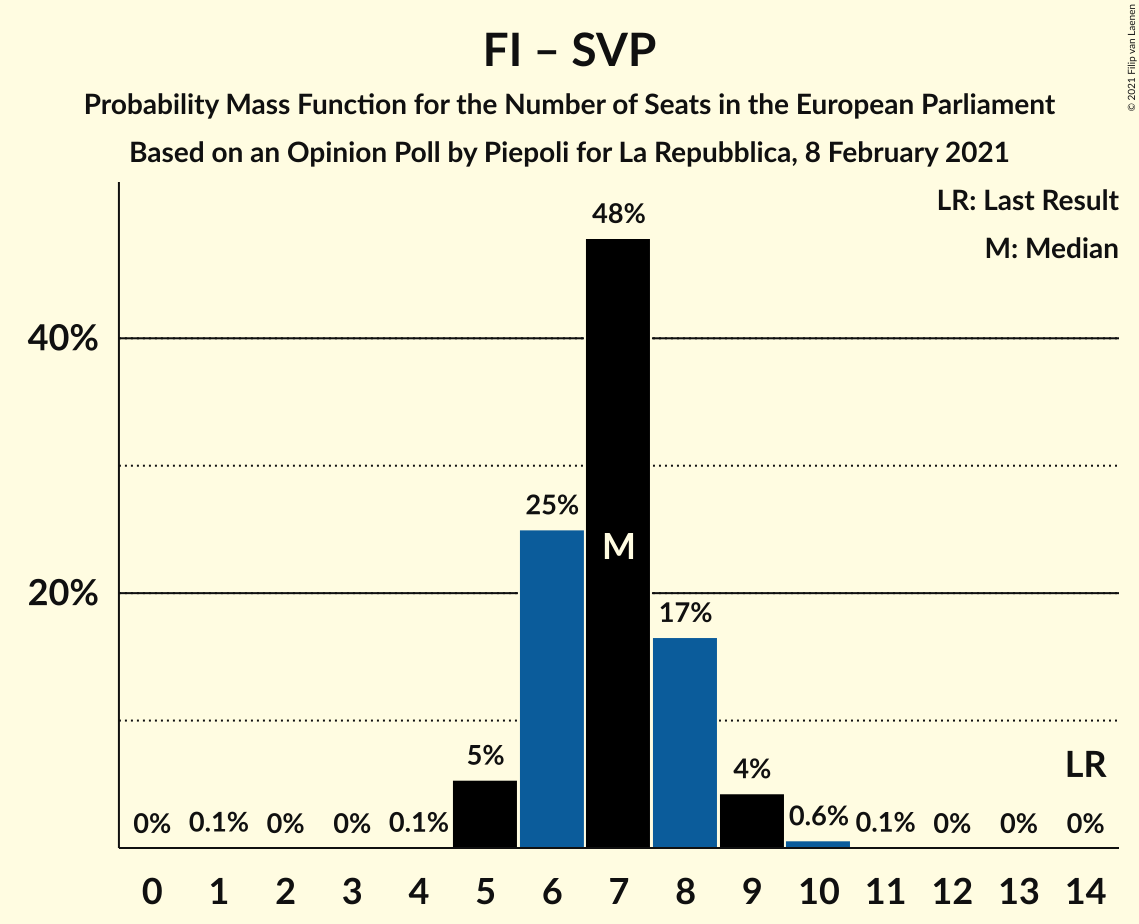 FI – SVP
Probability Mass Function for the Number of Seats in the European Parliament
Based on an Opinion Poll by Piepoli for La Repubblica, 8 February 2021
© 2021 Filip van Laenen
LR: Last Result
M: Median
48%
40%
25%
M
20%
17%
5%
4%
LR
0% 0.1% 0% 0% 0.1% 0.6% 0.1% 0% 0% 0%
0 1 2 3 4 5 6 7 8 9 10 11 12 13 14